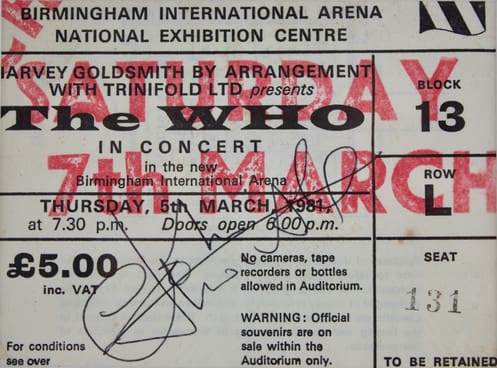 BIRMINGHAM INTERNATIONAL ARENA
NATIONAL EXHIBITION CENTRE
HARVEY GOLDSMITH BY ARRANGEMENT
WITH TRINIFOLD LTD presents
The WHO
IN CONCERT
in the new
Birmingham International Arena
SATURDAY
7th MARCH
THURSDAY, 5th MARCH, 1981,
at 7.30 p.m. Doors open 6.00 p.m.
£5.00
inc. VAT
No cameras, tape
recorders or bottles
allowed in Auditorium.
WARNING: Official
souvenirs are on
sale within the
Auditorium only.
For conditions
see over
BLOCK
13
ROW
L
SEAT
131
TO BE RETAINED